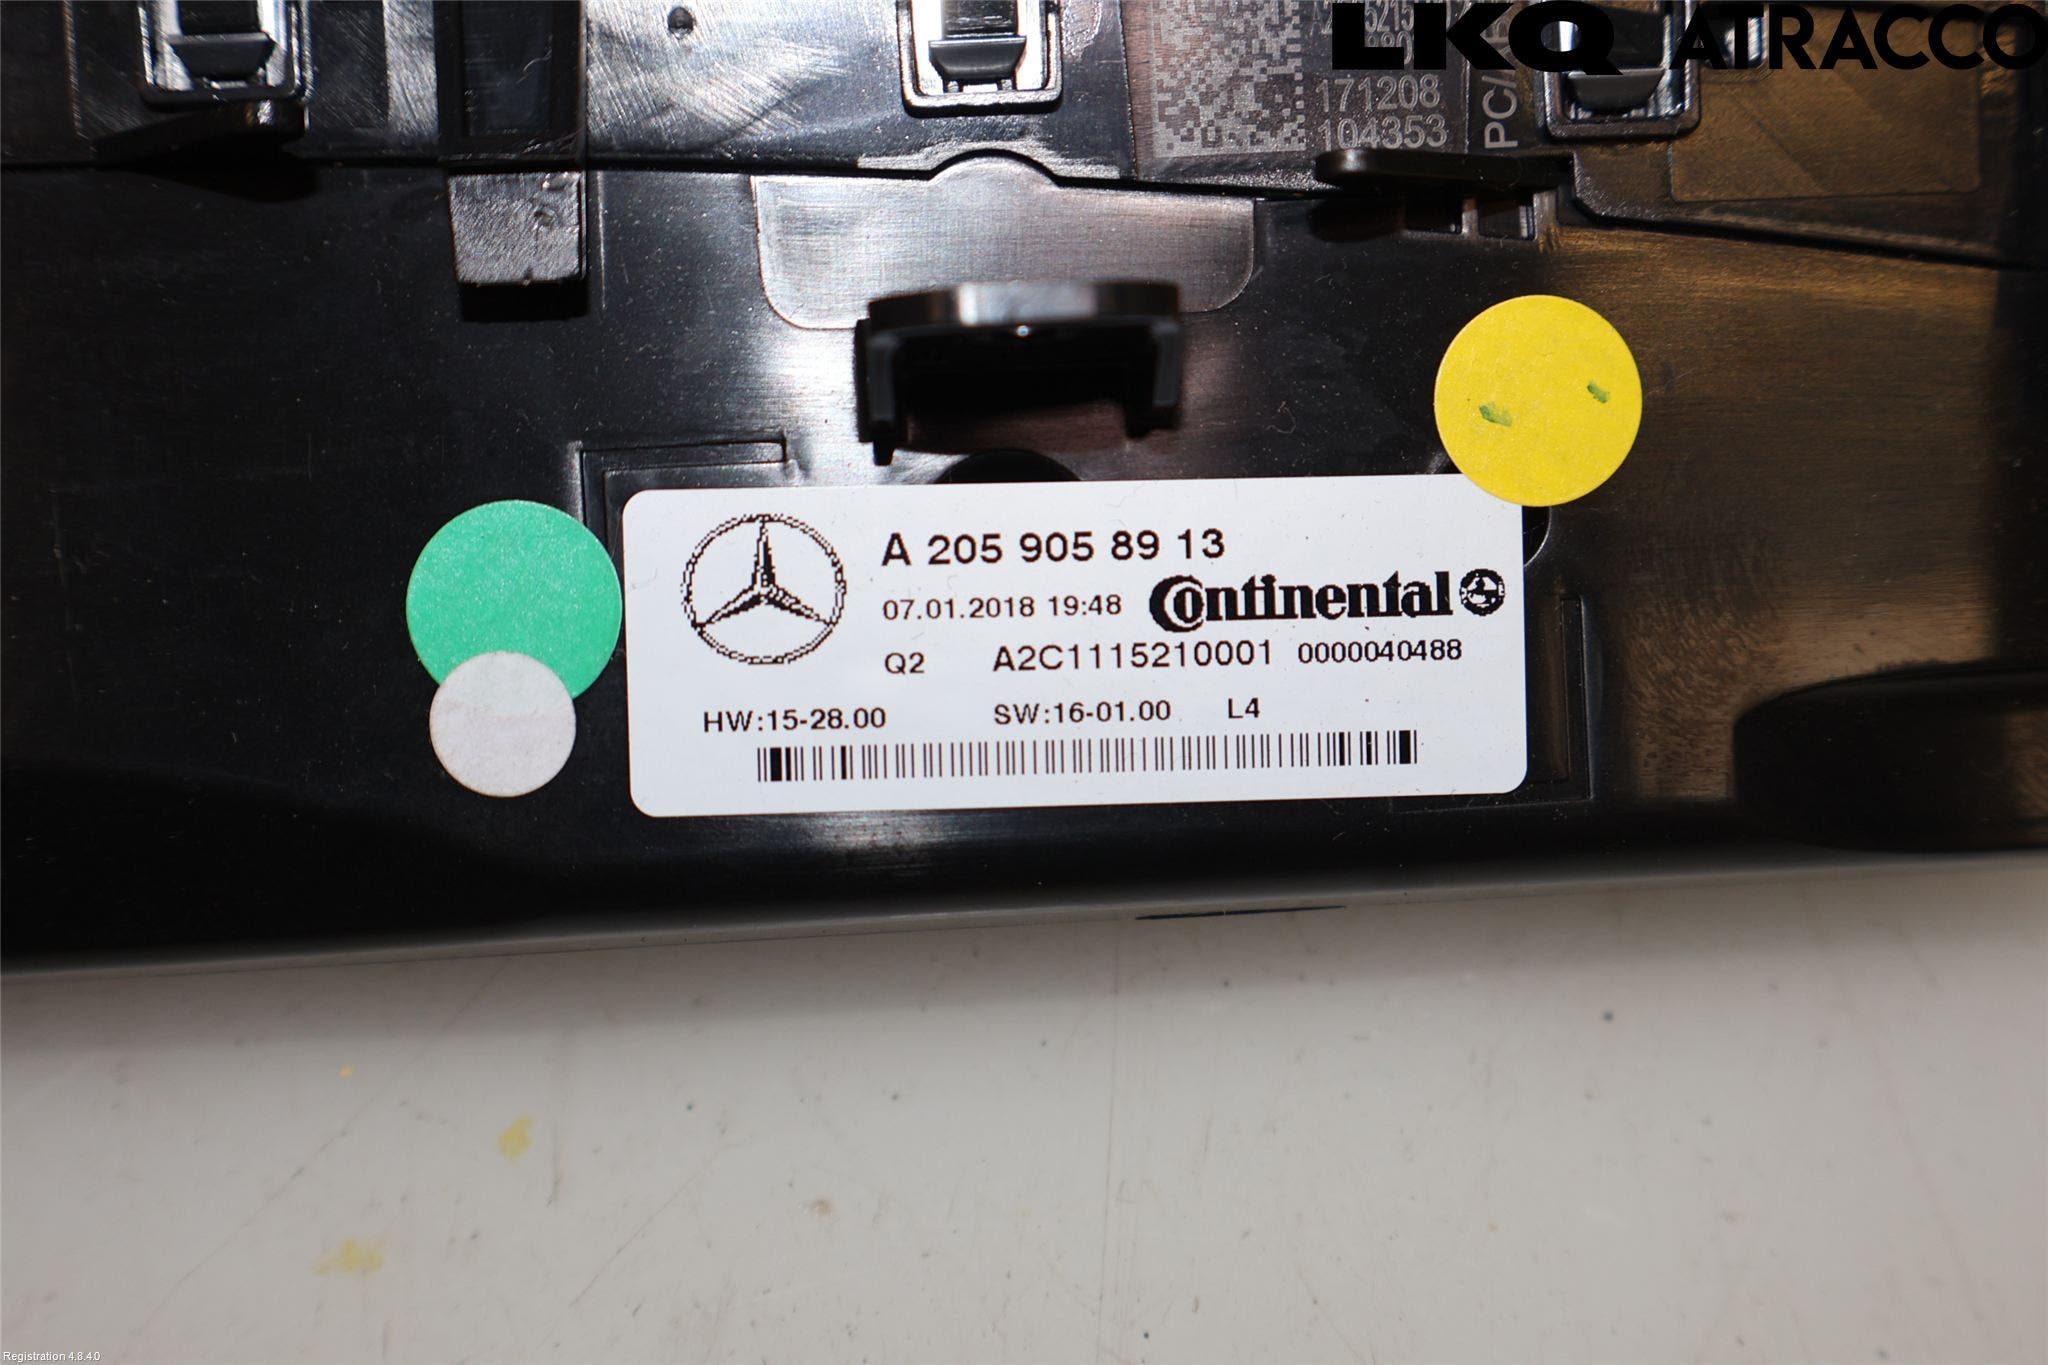 LKQ ATRACCO
171208
104353
PC/
A 205 905 89 13
07.01.2018 19:48 Continental
Q2 A2C1115210001 0000040488
HW:15-28.00 SW:16-01.00 L4
Registration 4.8.4.0